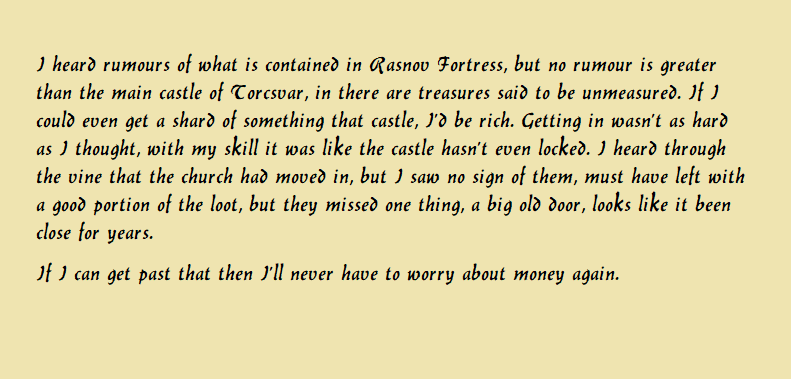 I heard rumours of what is contained in Rasnov Fortress, but no rumour is greater
than the main castle of Torcsvar, in there are treasures said to be unmeasured. If I
could even get a shard of something that castle, I'd be rich. Getting in wasn't as hard
as I thought, with my skill it was like the castle hasn't even locked. I heard through
the vine that the church had moved in, but I saw no sign of them, must have left with
a good portion of the loot, but they missed one thing, a big old door, looks like it been
close for years.
If I can get past that then I'll never have to worry about money again.